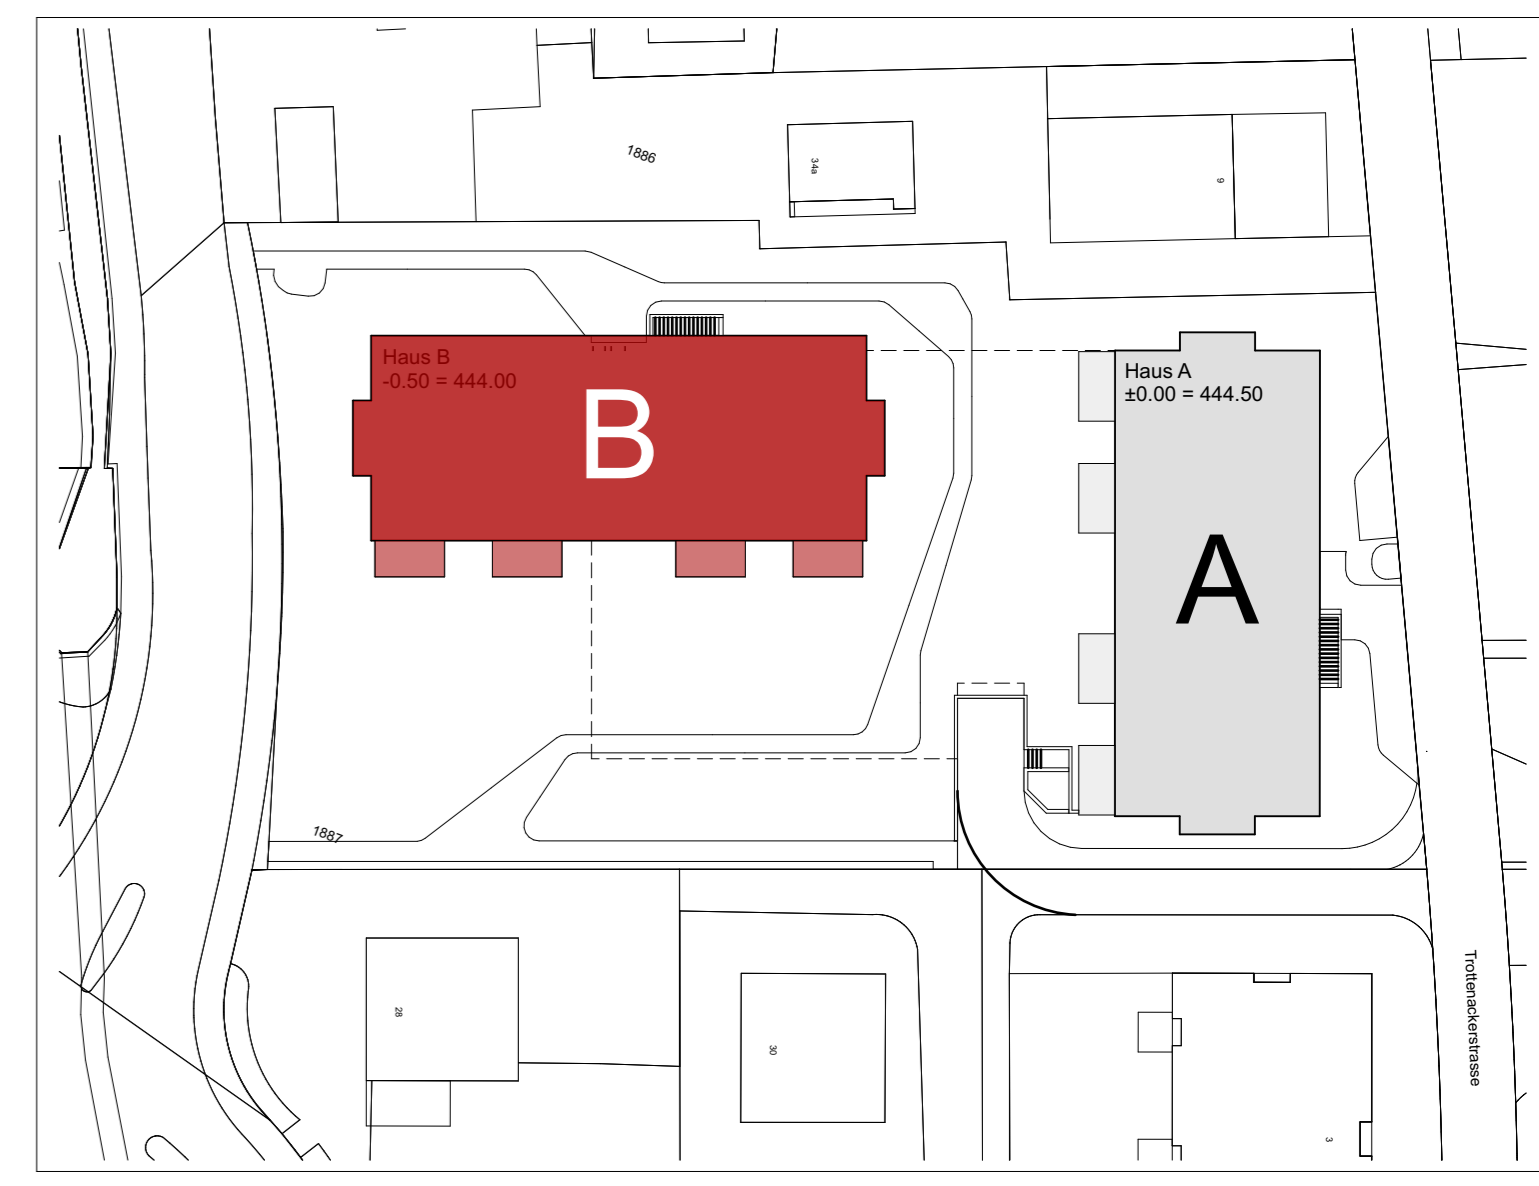 1886
34a
9
Haus B
-0.50 = 444.00
B
Haus A
±0.00 = 444.50
A
1887
28
30
3
Trottenackerstrasse